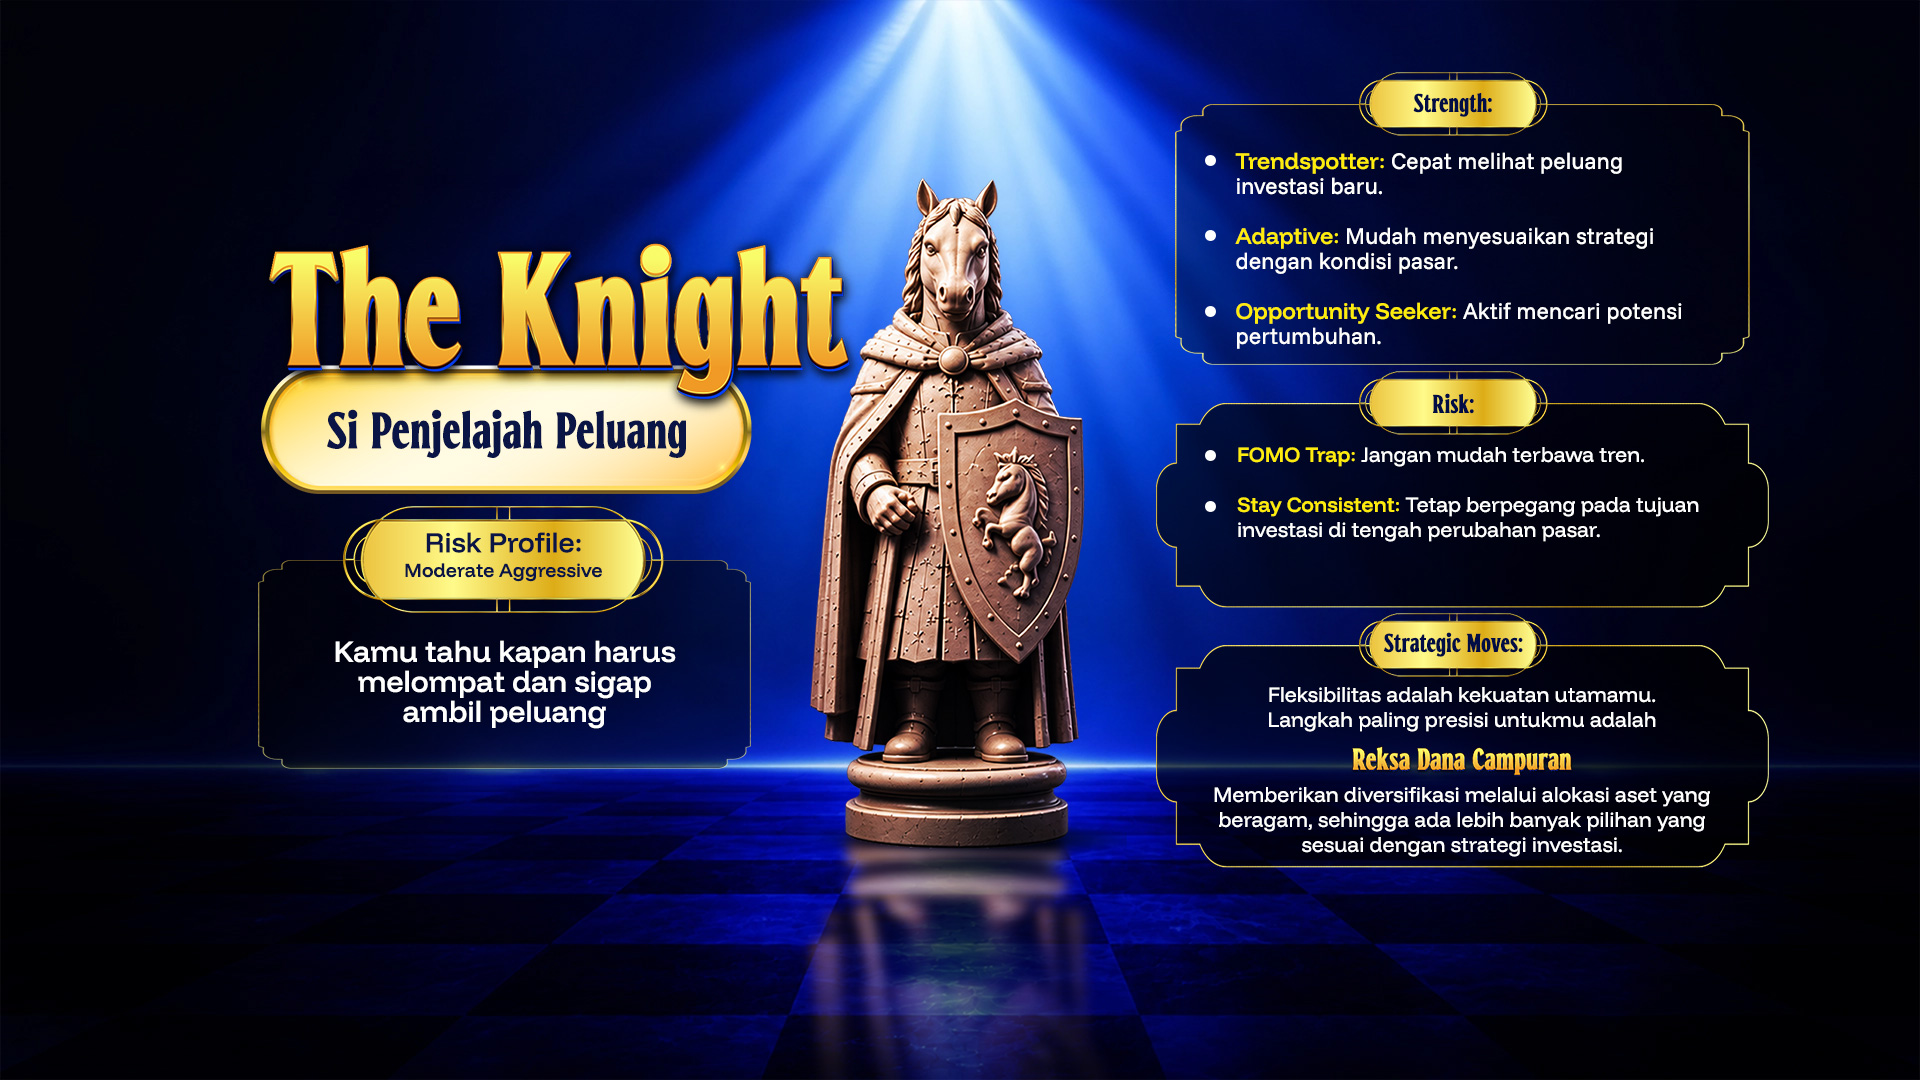 The Knight
Si Penjelajah Peluang
Risk Profile:
Moderate Aggressive
Kamu tahu kapan harus
melompat dan sigap
ambil peluang
Strength:
Trendspotter: Cepat melihat peluang
investasi baru.
Adaptive: Mudah menyesuaikan strategi
dengan kondisi pasar.
Opportunity Seeker: Aktif mencari potensi
pertumbuhan.
Risk:
FOMO Trap: Jangan mudah terbawa tren.
Stay Consistent: Tetap berpegang pada tujuan
investasi di tengah perubahan pasar.
Strategic Moves:
Fleksibilitas adalah kekuatan utamamu.
Langkah paling presisi untukmu adalah
Reksa Dana Campuran
Memberikan diversifikasi melalui alokasi aset yang
beragam, sehingga ada lebih banyak pilihan yang
sesuai dengan strategi investasi.